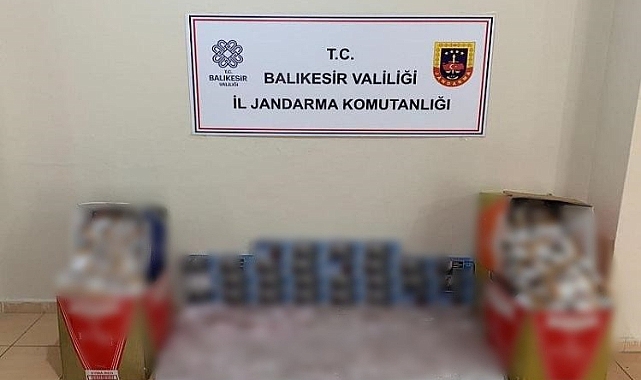 T.C.
BALIKESİR VALİLİĞİ
İL JANDARMA KOMUTANLIĞI
T.C.
BALIKESİR
VALİLİĞİ